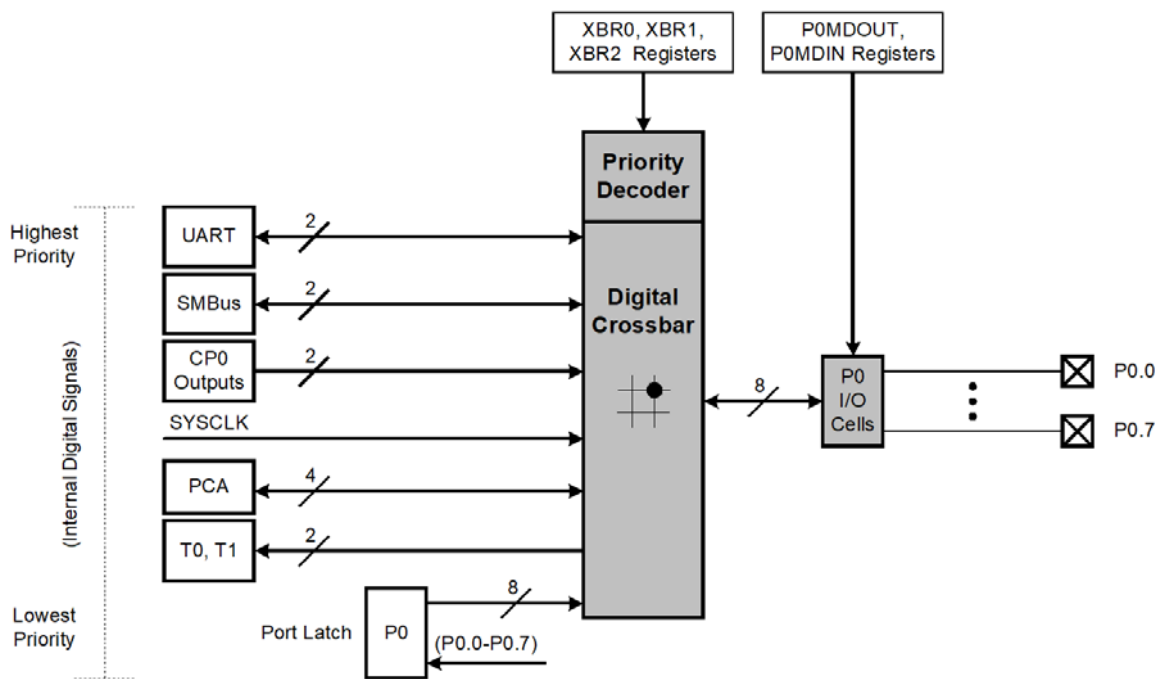 XBR0, XBR1,
XBR2 Registers
P0MDOUT,
P0MDIN Registers
Priority
Decoder
Highest
Priority
UART
2
SMBus
2
Digital
Crossbar
CP0
Outputs
2
P0
I/O
Cells
8
P0.0
P0.7
SYSCLK
(Internal Digital Signals)
PCA
4
T0, T1
2
Lowest
Priority
Port Latch
P0
8
(P0.0-P0.7)